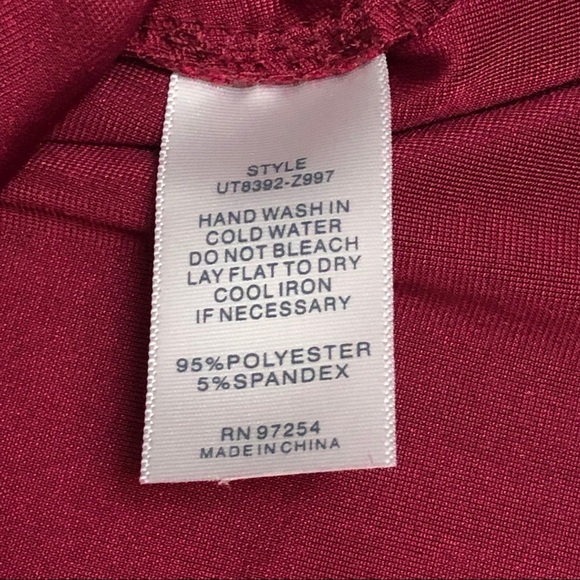 STYLE
UT8392-Z997
HAND WASH IN
COLD WATER
DO NOT BLEACH
LAY FLAT TO DRY
COOL IRON
IF NECESSARY
95%POLYESTER
5%SPANDEX
RN 97254
MADE IN CHINA